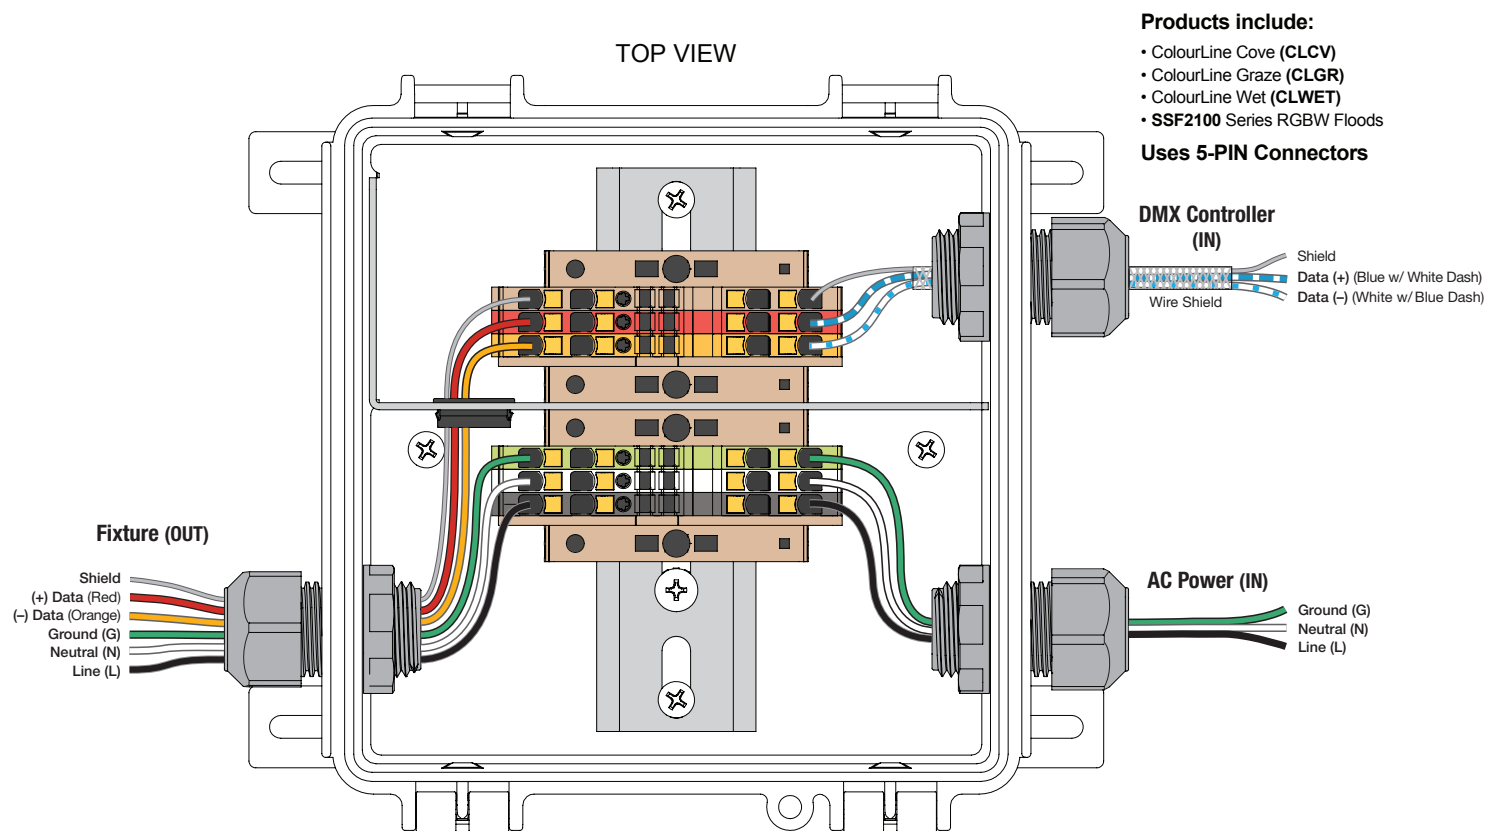 TOP VIEW
Products include:
• ColourLine Cove (CLCV)
• ColourLine Graze (CLGR)
• ColourLine Wet (CLWET)
• SSF2100 Series RGBW Floods
Uses 5-PIN Connectors
DMX Controller
(IN)
Shield
Data (+) (Blue w/ White Dash)
Data (–) (White w/ Blue Dash)
Wire Shield
Fixture (OUT)
Shield
(+) Data (Red)
(–) Data (Orange)
Ground (G)
Neutral (N)
Line (L)
AC Power (IN)
Ground (G)
Neutral (N)
Line (L)